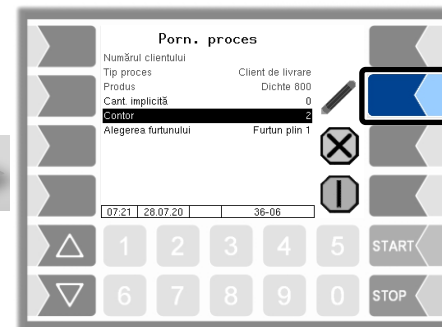 Porn. proces
Numărul clientului
Tip proces Client de livrare
Produs Dichte 800
Cant. implicită 0
Contor 2
Alegerea furtunului Furtun plin 1
07:21 28.07.20 36-06
1 2 3 4 5 START
6 7 8 9 0 STOP